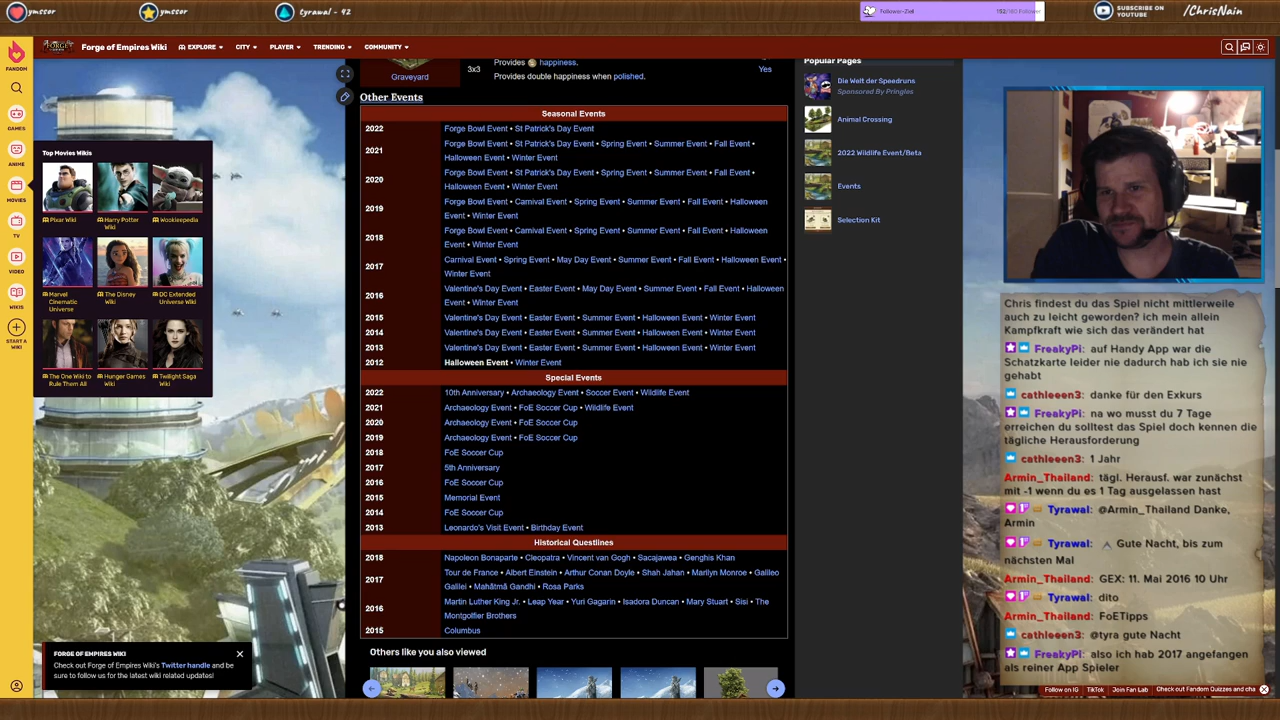 ymssor
ymssor
tyrawal - 42
Follower-Ziel
152/160 Follower
SUBSCRIBE ON
YOUTUBE
/ChrisNain
Forge of Empires Wiki
EXPLORE
CITY
PLAYER
TRENDING
COMMUNITY
FANDOM
GAMES
ANIME
MOVIES
TV
VIDEO
WIKIS
START A
WIKI
Top Movies Wikis
Pixar Wiki
Harry Potter
Wiki
Wookieepedia
Marvel
Cinematic
Universe
The Disney
Wiki
DC Extended
Universe Wiki
The One Wiki to
Rule Them All
Hunger Games
Wiki
Twilight Saga
Wiki
FORGE OF EMPIRES WIKI
Check out Forge of Empires Wiki's Twitter handle and be
sure to follow us for the latest wiki related updates!
Graveyard
3x3
Provides happiness.
Provides double happiness when polished.
Yes
Other Events
Seasonal Events
2022 Forge Bowl Event • St Patrick's Day Event
2021 Forge Bowl Event • St Patrick's Day Event • Spring Event • Summer Event • Fall Event •
Halloween Event • Winter Event
2020 Forge Bowl Event • St Patrick's Day Event • Spring Event • Summer Event • Fall Event •
Halloween Event • Winter Event
2019 Forge Bowl Event • Carnival Event • Spring Event • Summer Event • Fall Event • Halloween
Event • Winter Event
2018 Forge Bowl Event • Carnival Event • Spring Event • Summer Event • Fall Event • Halloween
Event • Winter Event
2017 Carnival Event • Spring Event • May Day Event • Summer Event • Fall Event • Halloween Event •
Winter Event
2016 Valentine's Day Event • Easter Event • May Day Event • Summer Event • Fall Event • Halloween
Event • Winter Event
2015 Valentine's Day Event • Easter Event • Summer Event • Halloween Event • Winter Event
2014 Valentine's Day Event • Easter Event • Summer Event • Halloween Event • Winter Event
2013 Valentine's Day Event • Easter Event • Summer Event • Halloween Event • Winter Event
2012 Halloween Event • Winter Event
Special Events
2022 10th Anniversary • Archaeology Event • Soccer Event • Wildlife Event
2021 Archaeology Event • FoE Soccer Cup • Wildlife Event
2020 Archaeology Event • FoE Soccer Cup
2019 Archaeology Event • FoE Soccer Cup
2018 FoE Soccer Cup
2017 5th Anniversary
2016 FoE Soccer Cup
2015 Memorial Event
2014 FoE Soccer Cup
2013 Leonardo's Visit Event • Birthday Event
Historical Questlines
2018 Napoleon Bonaparte • Cleopatra • Vincent van Gogh • Sacajawea • Genghis Khan
2017 Tour de France • Albert Einstein • Arthur Conan Doyle • Shah Jahan • Marilyn Monroe • Galileo
Galilei • Mahātmā Gandhi • Rosa Parks
2016 Martin Luther King Jr. • Leap Year • Yuri Gagarin • Isadora Duncan • Mary Stuart • Sisi • The
Montgolfier Brothers
2015 Columbus
Others like you also viewed
Popular Pages
Die Welt der Speedruns
Sponsored By Pringles
Animal Crossing
2022 Wildlife Event/Beta
Events
Selection Kit
Chris findest du das Spiel nicht mittlerweile
auch zu leicht geworden? ich mein allein
Kampfkraft wie sich das verändert hat
FreakyPi: auf Handy App war die
Schatzkarte leider nie dadurch hab ich sie nie
gehabt
cathleeen3: danke für den Exkurs
FreakyPi: na wo musst du 7 Tage
erreichen du solltest das Spiel doch kennen die
tägliche Herausforderung
cathleeen3: 1 Jahr
Armin_Thailand: tägl. Herausf. war zunächst
mit -1 wenn du es 1 Tag ausgelassen hast
Tyrawal: @Armin_Thailand Danke,
Armin
Tyrawal: Gute Nacht, bis zum
nächsten Mal
Armin_Thailand: GEX: 11. Mai 2016 10 Uhr
Tyrawal: dito
Armin_Thailand: FoETipps
cathleeen3: @tyra gute Nacht
FreakyPi: also ich hab 2017 angefangen
als reiner App Spieler
Follow on IG
TikTok
Join Fan Lab
Check out Fandom Quizzes and cha